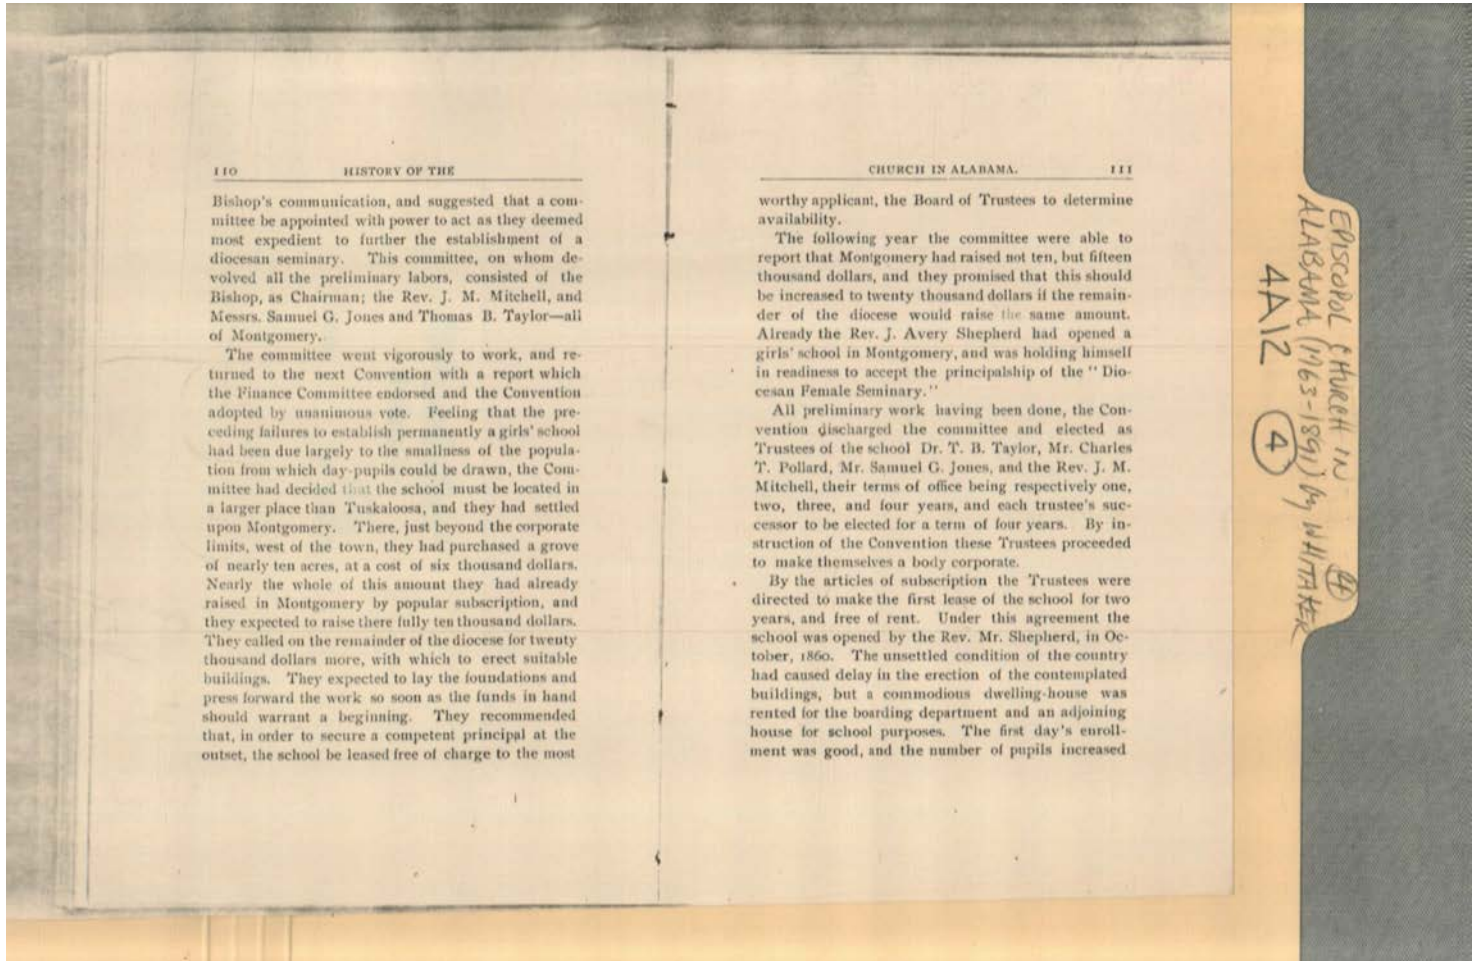 110 HISTORY OF THE
Bishop's communication, and suggested that a com-
mittee be appointed with power to act as they deemed
most expedient to further the establishment of a
diocesan seminary. This committee, on whom de-
volved all the preliminary labors, consisted of the
Bishop, as Chairman; the Rev. J. M. Mitchell, and
Messrs. Samuel G. Jones and Thomas B. Taylor—all
of Montgomery.
The committee went vigorously to work, and re-
turned to the next Convention with a report which
the Finance Committee endorsed and the Convention
adopted by unanimous vote. Feeling that the pre-
ceding failures to establish permanently a girls' school
had been due largely to the smallness of the popula-
tion from which day-pupils could be drawn, the Com-
mittee had decided that the school must be located in
a larger place than Tuskaloosa, and they had settled
upon Montgomery. There, just beyond the corporate
limits, west of the town, they had purchased a grove
of nearly ten acres, at a cost of six thousand dollars.
Nearly the whole of this amount they had already
raised in Montgomery by popular subscription, and
they expected to raise there fully ten thousand dollars.
They called on the remainder of the diocese for twenty
thousand dollars more, with which to erect suitable
buildings. They expected to lay the foundations and
press forward the work so soon as the funds in hand
should warrant a beginning. They recommended
that, in order to secure a competent principal at the
outset, the school be leased free of charge to the most
CHURCH IN ALABAMA. 111
worthy applicant, the Board of Trustees to determine
availability.
The following year the committee were able to
report that Montgomery had raised not ten, but fifteen
thousand dollars, and they promised that this should
be increased to twenty thousand dollars if the remain-
der of the diocese would raise the same amount.
Already the Rev. J. Avery Shepherd had opened a
girls' school in Montgomery, and was holding himself
in readiness to accept the principalship of the "Dio-
cesan Female Seminary."
All preliminary work having been done, the Con-
vention discharged the committee and elected as
Trustees of the school Dr. T. B. Taylor, Mr. Charles
T. Pollard, Mr. Samuel G. Jones, and the Rev. J. M.
Mitchell, their terms of office being respectively one,
two, three, and four years, and each trustee's suc-
cessor to be elected for a term of four years. By in-
struction of the Convention these Trustees proceeded
to make themselves a body corporate.
By the articles of subscription the Trustees were
directed to make the first lease of the school for two
years, and free of rent. Under this agreement the
school was opened by the Rev. Mr. Shepherd, in Oc-
tober, 1860. The unsettled condition of the country
had caused delay in the erection of the contemplated
buildings, but a commodious dwelling-house was
rented for the boarding department and an adjoining
house for school purposes. The first day's enroll-
ment was good, and the number of pupils increased
EPISCOPOL CHURCH IN (4)
ALABAMA (1763-1891) by WHITAKER
4A12 (4)